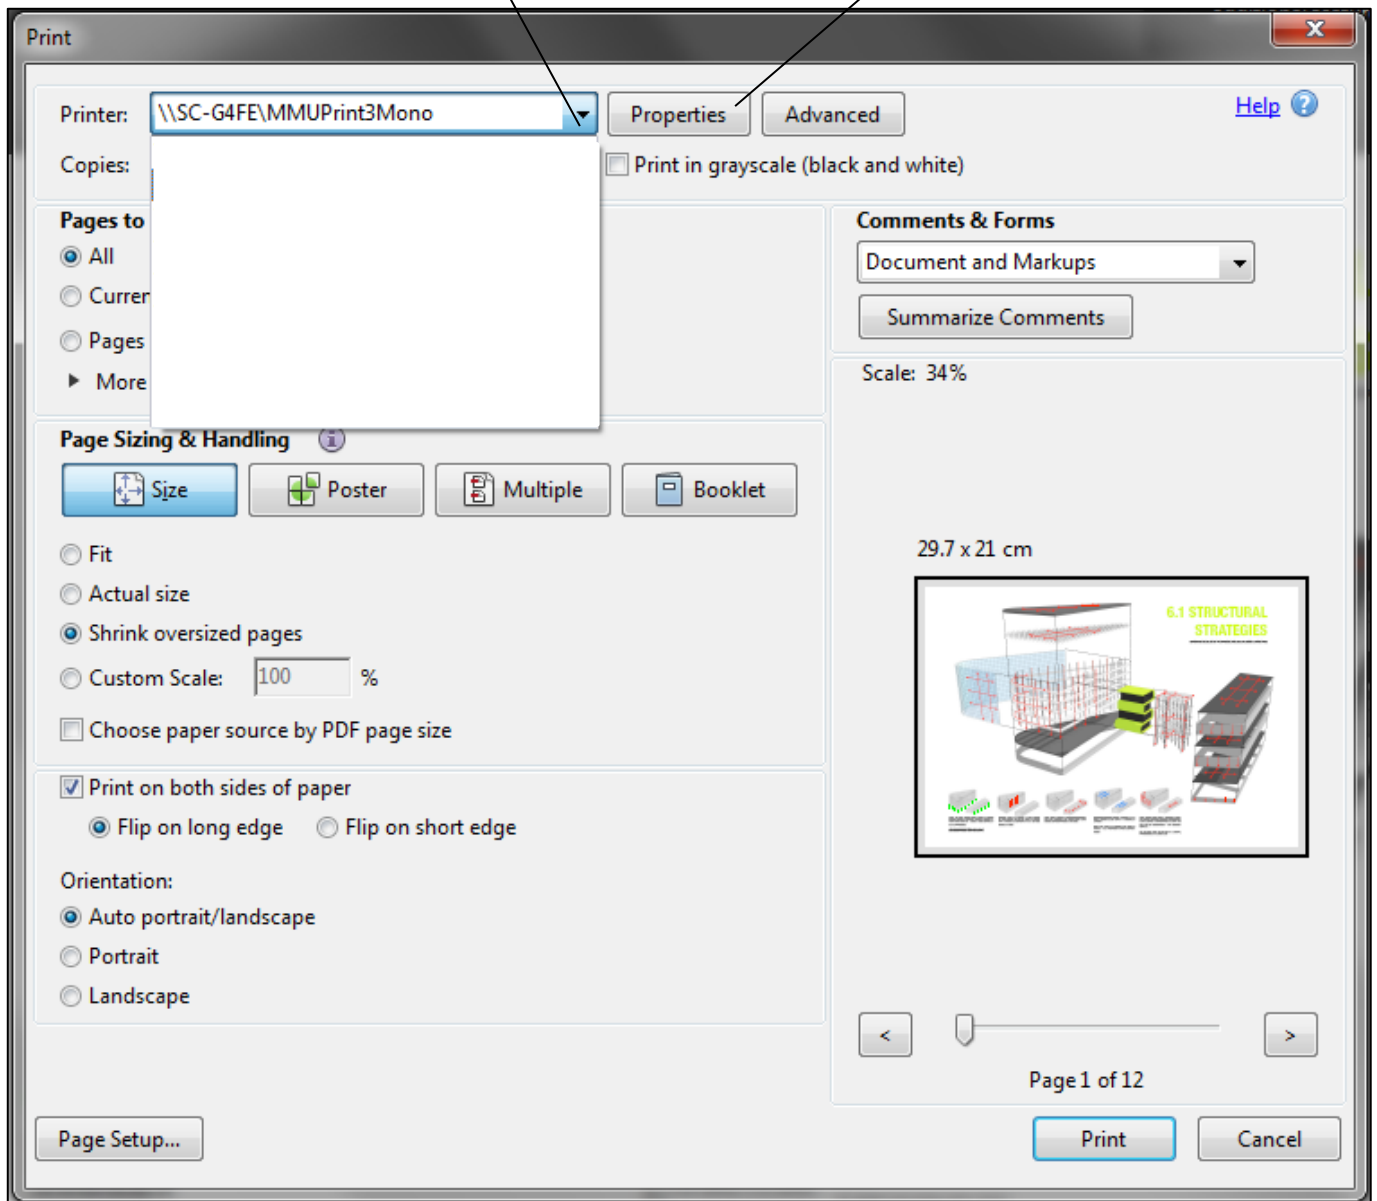 Print
Printer: \\SC-G4FE\MMUPrint3Mono Properties Advanced Help
Copies: Print in grayscale (black and white)
Pages to
All
Curren
Pages
More
Comments & Forms
Document and Markups
Summarize Comments
Page Sizing & Handling
Size Poster Multiple Booklet
Fit
Actual size
Shrink oversized pages
Custom Scale: 100 %
Choose paper source by PDF page size
Print on both sides of paper
Flip on long edge Flip on short edge
Orientation:
Auto portrait/landscape
Portrait
Landscape
Scale: 34%
29.7 x 21 cm
6.1 STRUCTURAL
STRATEGIES
< >
Page 1 of 12
Page Setup... Print Cancel